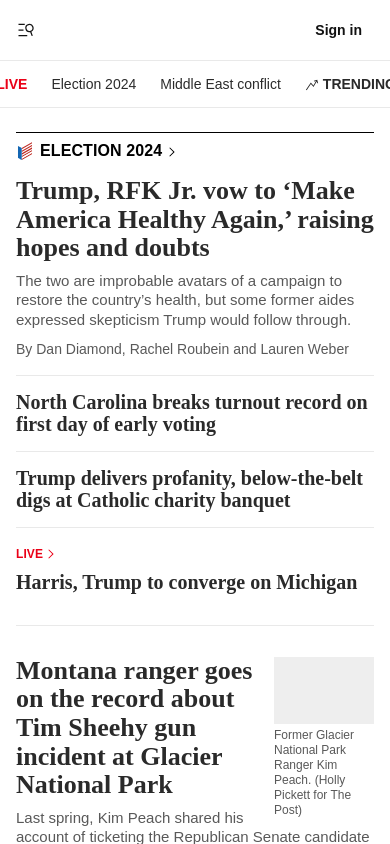 Sign in
LIVE
Election 2024
Middle East conflict
TRENDING
ELECTION 2024
Trump, RFK Jr. vow to ‘Make
America Healthy Again,’ raising
hopes and doubts
The two are improbable avatars of a campaign to
restore the country’s health, but some former aides
expressed skepticism Trump would follow through.
By Dan Diamond, Rachel Roubein and Lauren Weber
North Carolina breaks turnout record on
first day of early voting
Trump delivers profanity, below-the-belt
digs at Catholic charity banquet
LIVE
Harris, Trump to converge on Michigan
Montana ranger goes
on the record about
Tim Sheehy gun
incident at Glacier
National Park
Former Glacier
National Park
Ranger Kim
Peach. (Holly
Pickett for The
Post)
Last spring, Kim Peach shared his
account of ticketing the Republican Senate candidate